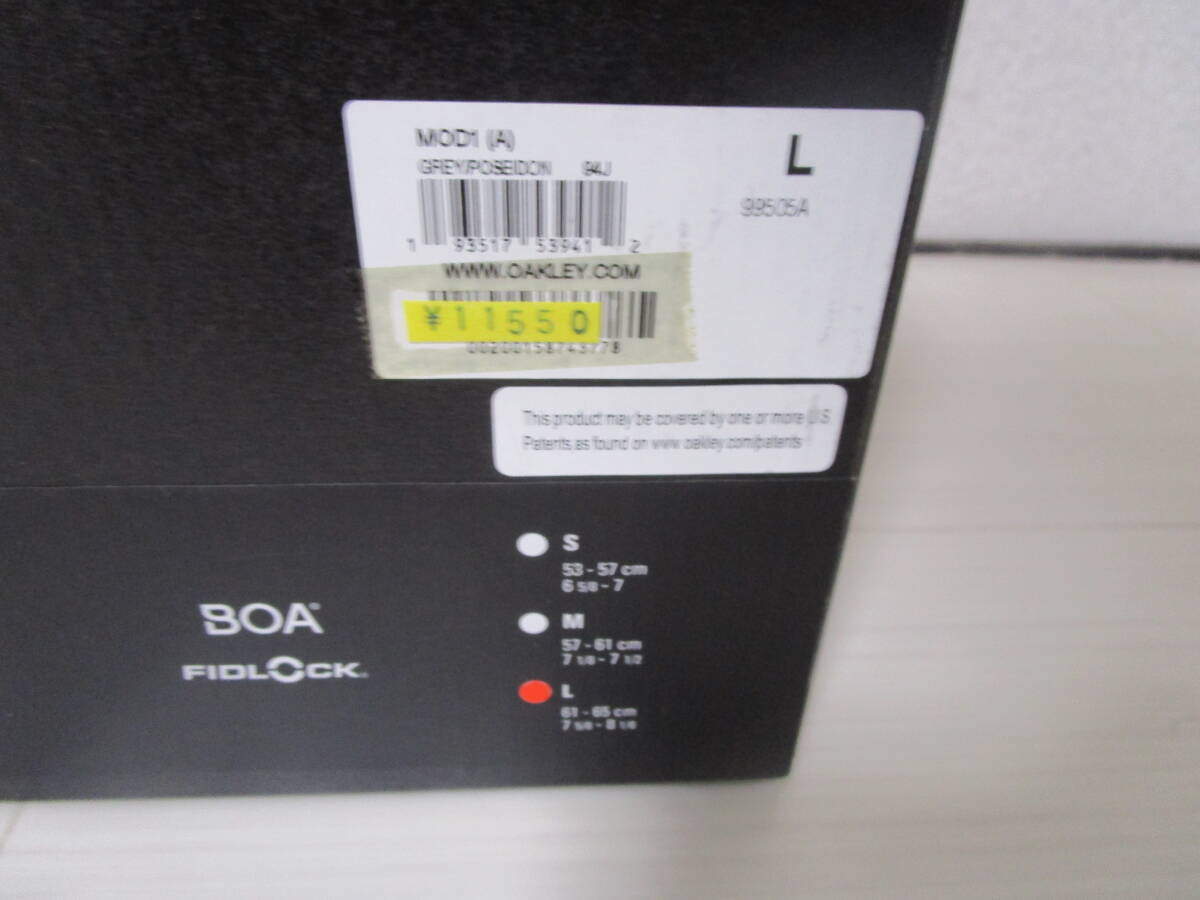 MOD1 (A)
L
GREY/POSEIDON 94J
99505A
1 93517 53941 2
WWW.OAKLEY.COM
¥11550
00200158743778
This product may be covered by one or more U S
Patents,as found on www.oakley.com/patents
S
53 - 57 cm
6 5/8 - 7
BOA
M
57 - 61 cm
7 1/8 - 7 1/2
FIDLOCK.
L
61 - 65 cm
7 5/8 - 8 1/8